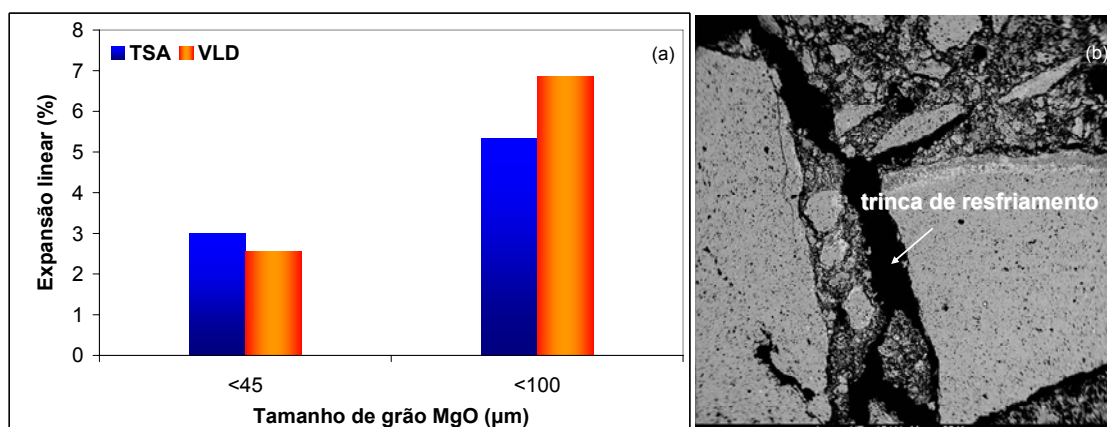 8
7
6
5
4
3
2
1
0
Expansão linear (%)
TSA VLD
(a)
<45 <100
Tamanho de grão MgO (µm)
(b)
trinca de resfriamento